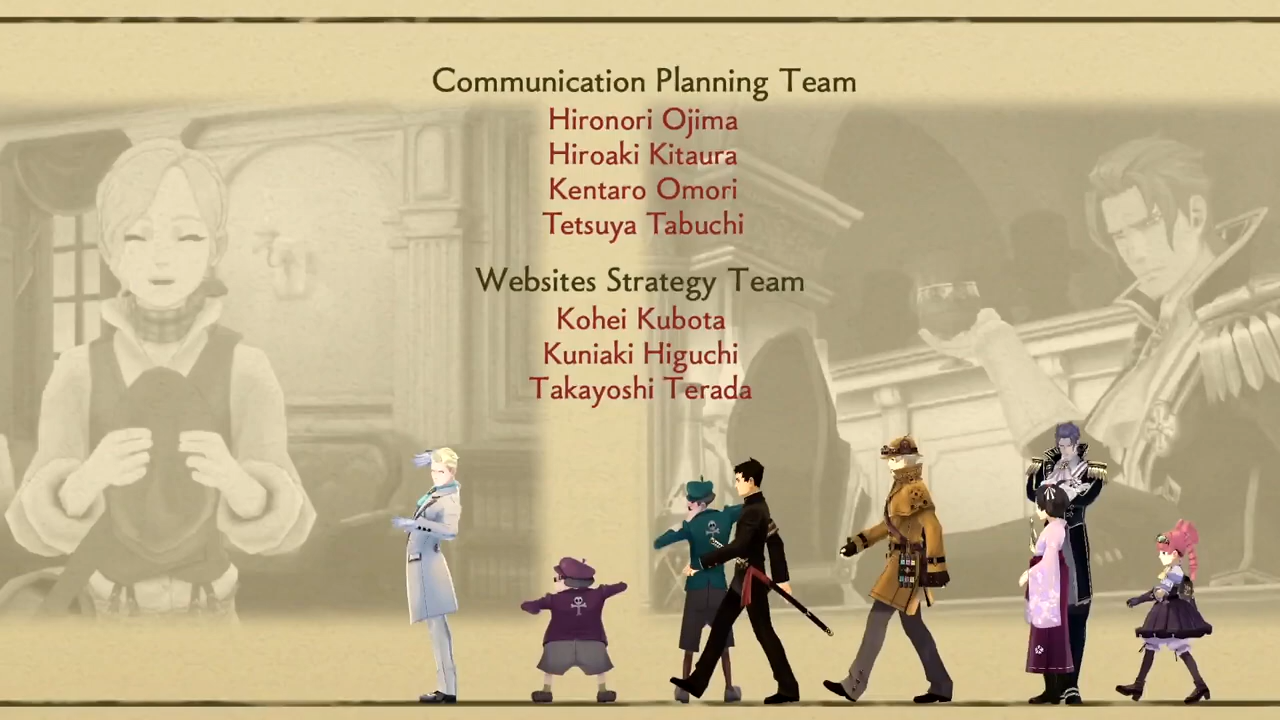 Communication Planning Team
Hironori Ojima
Hiroaki Kitaura
Kentaro Omori
Tetsuya Tabuchi
Websites Strategy Team
Kohei Kubota
Kuniaki Higuchi
Takayoshi Terada